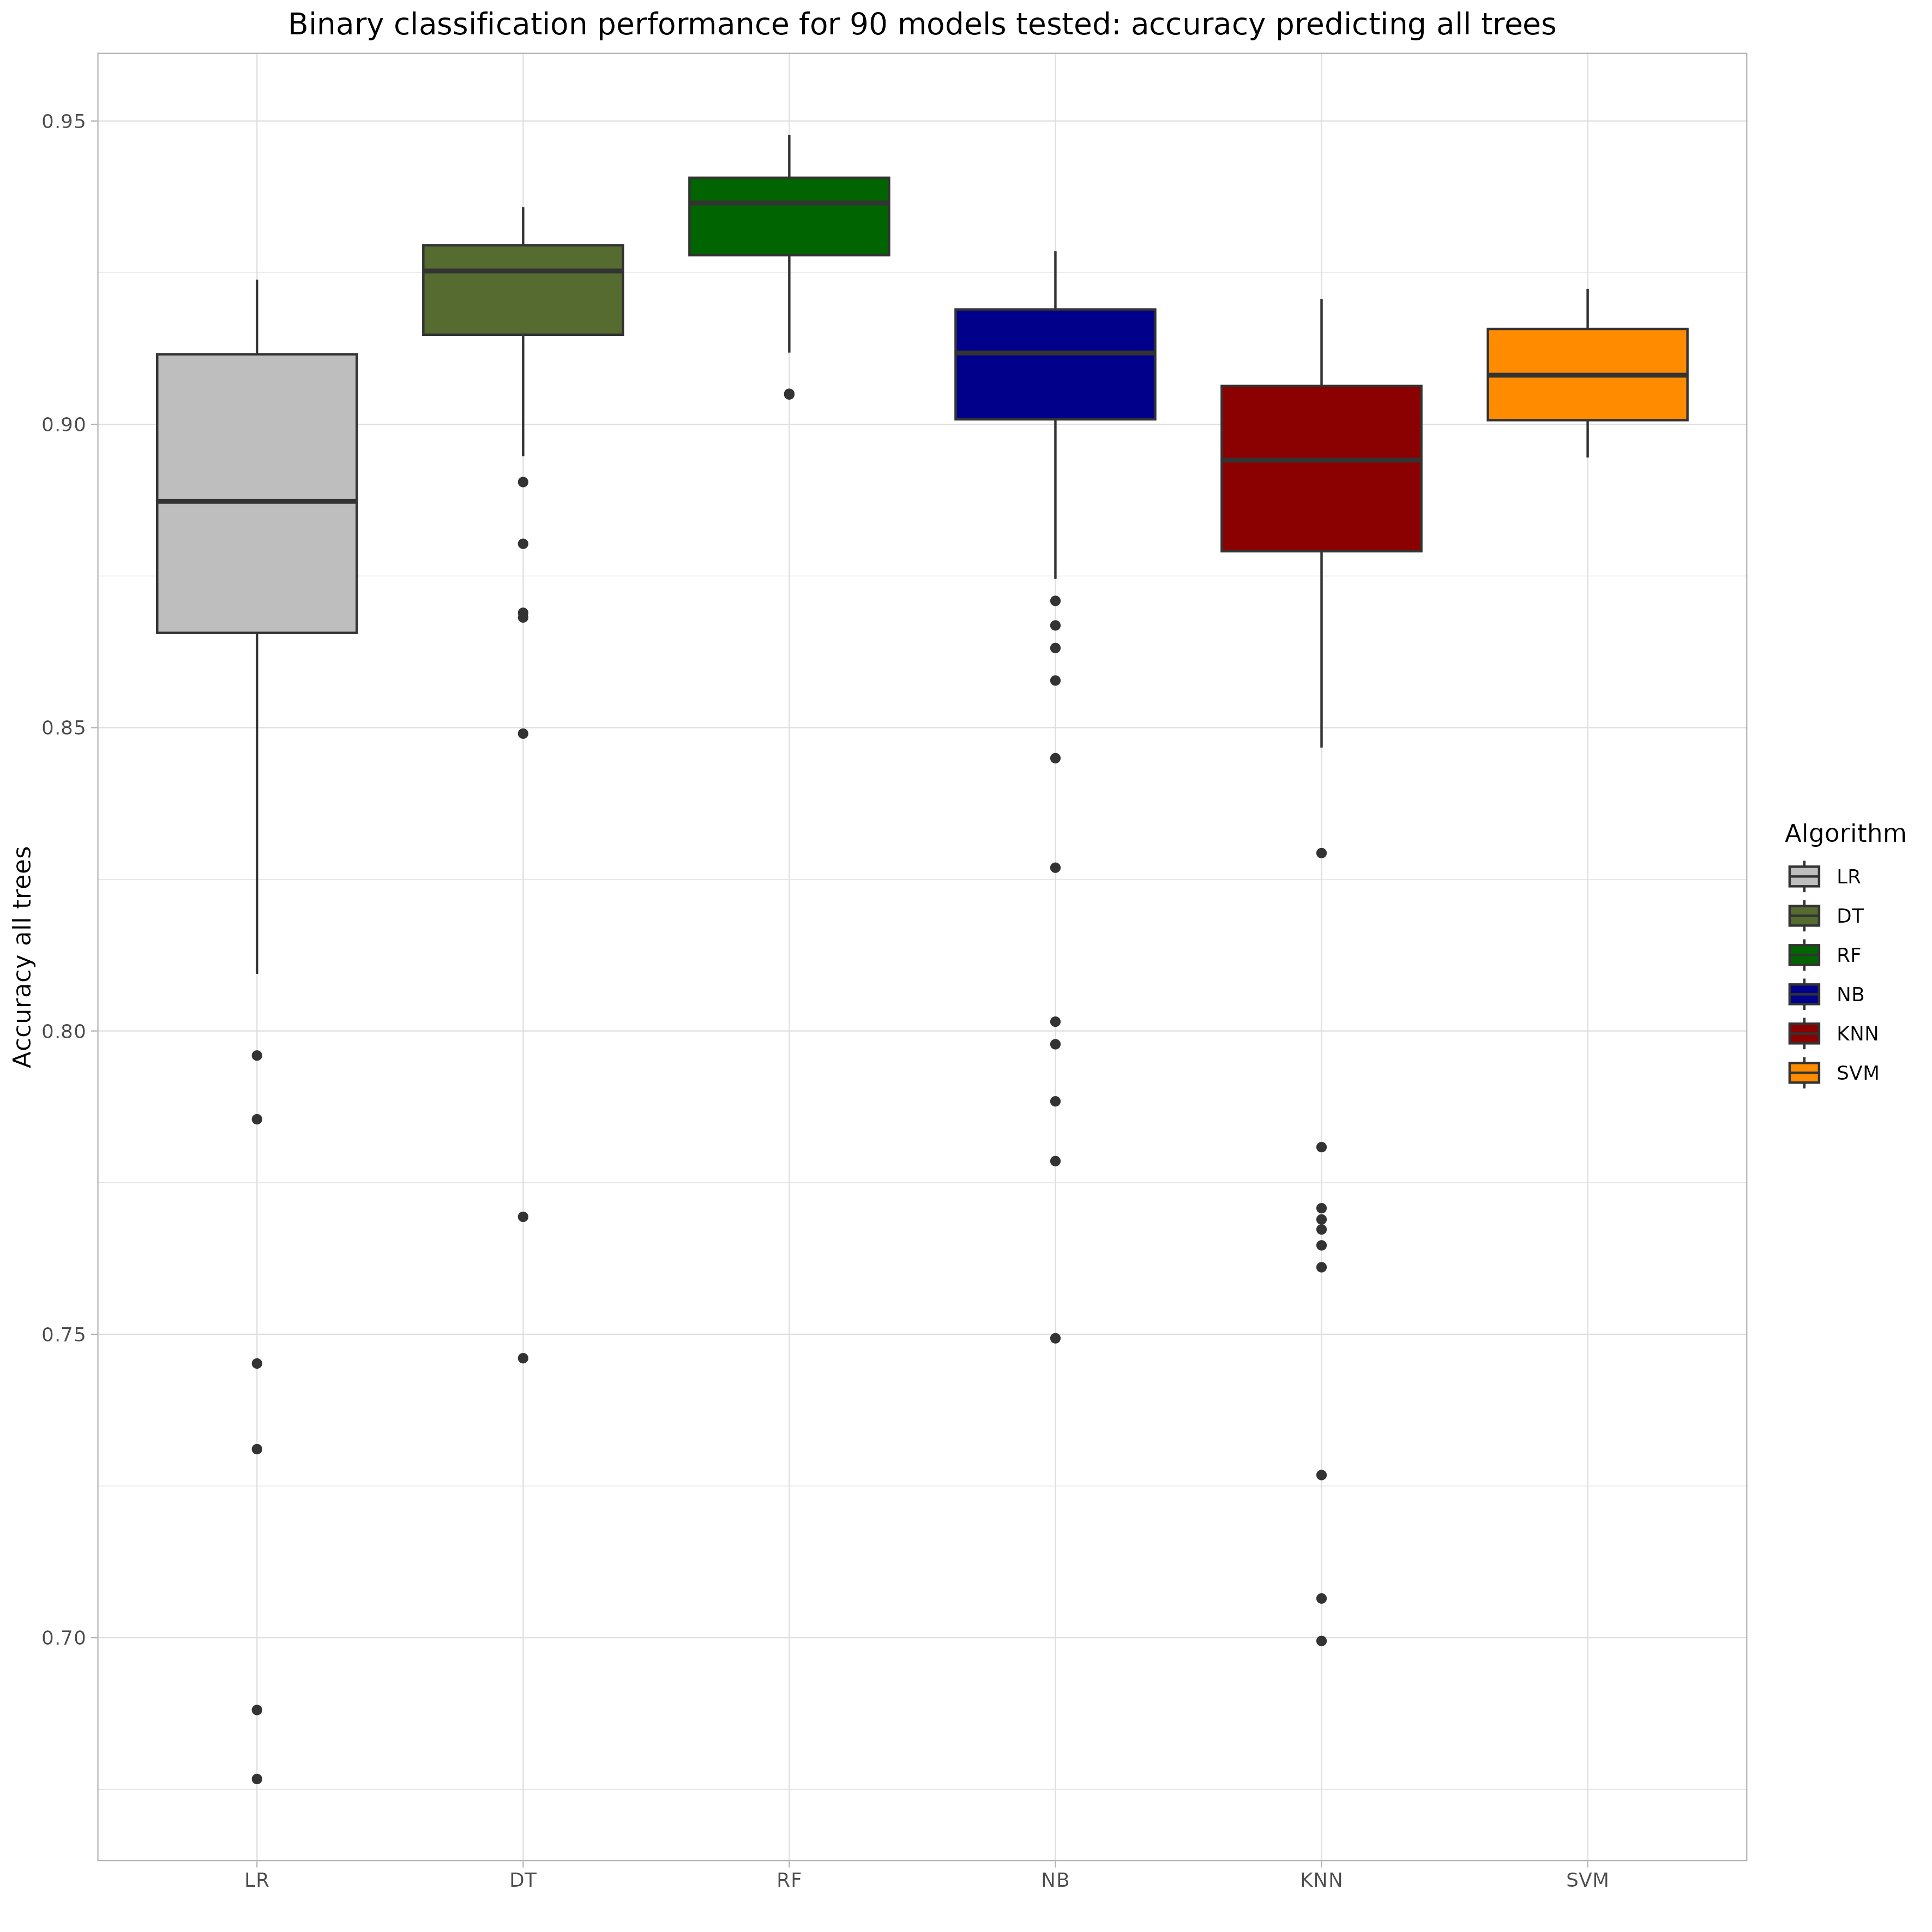 Binary classification performance for 90 models tested: accuracy predicting all trees
0.95
0.90
0.85
0.80
0.75
0.70
Accuracy all trees
LR
DT
RF
NB
KNN
SVM
Algorithm
LR
DT
RF
NB
KNN
SVM